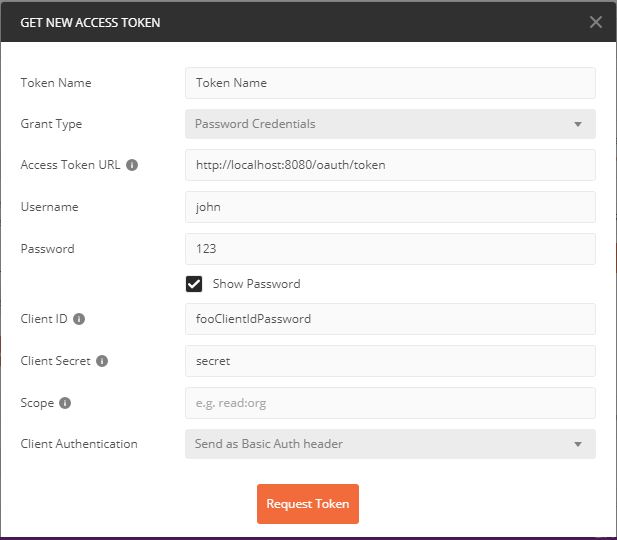 GET NEW ACCESS TOKEN
Token Name Token Name
Grant Type Password Credentials
Access Token URL http://localhost:8080/oauth/token
Username john
Password 123
Show Password
Client ID fooClientIdPassword
Client Secret secret
Scope e.g. read:org
Client Authentication Send as Basic Auth header
Request Token